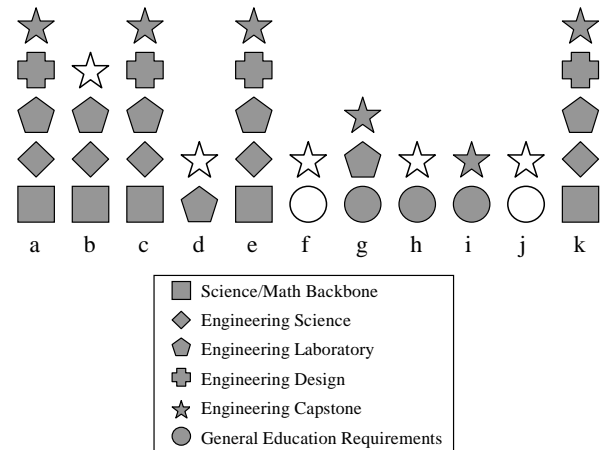 a b c d e f g h i j k
Science/Math Backbone
Engineering Science
Engineering Laboratory
Engineering Design
Engineering Capstone
General Education Requirements